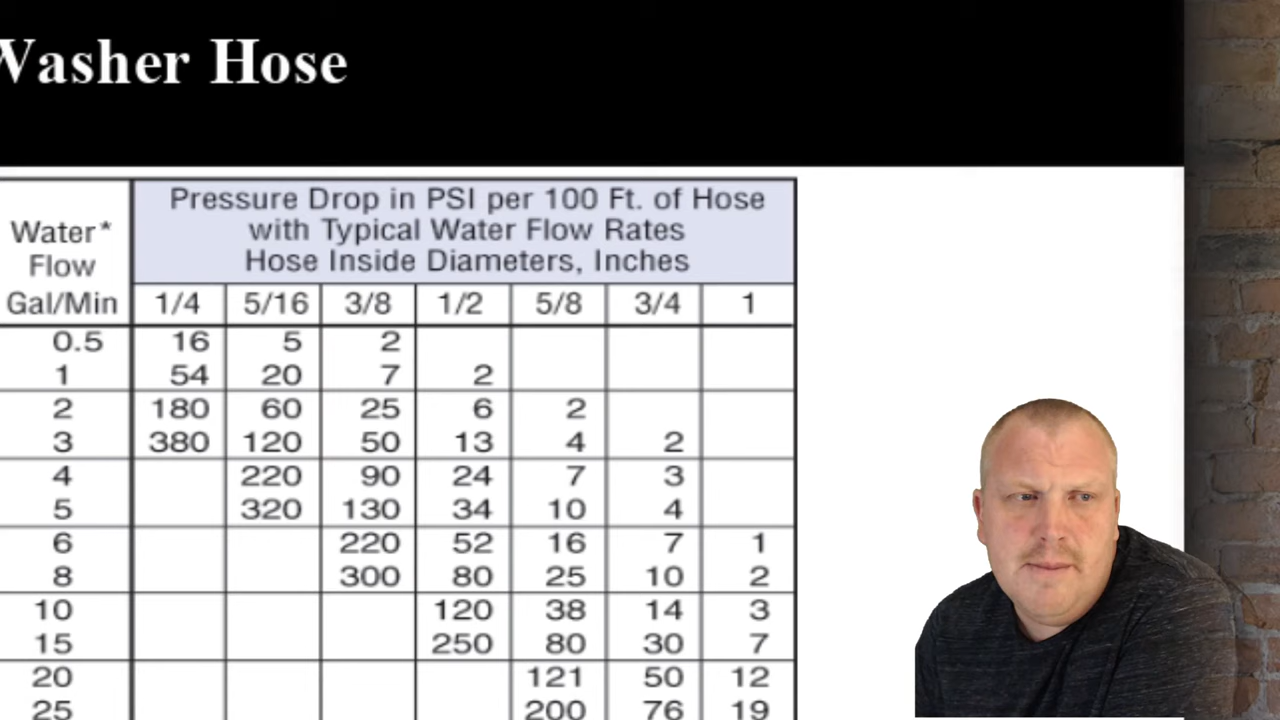 Washer Hose
Pressure Drop in PSI per 100 Ft. of Hose
with Typical Water Flow Rates
Hose Inside Diameters, Inches
Water*
Flow
Gal/Min
1/4 5/16 3/8 1/2 5/8 3/4 1
0.5 16 5 2
1 54 20 7 2
2 180 60 25 6 2
3 380 120 50 13 4 2
4 220 90 24 7 3
5 320 130 34 10 4
6 220 52 16 7 1
8 300 80 25 10 2
10 120 38 14 3
15 250 80 30 7
20 121 50 12
25 200 76 19